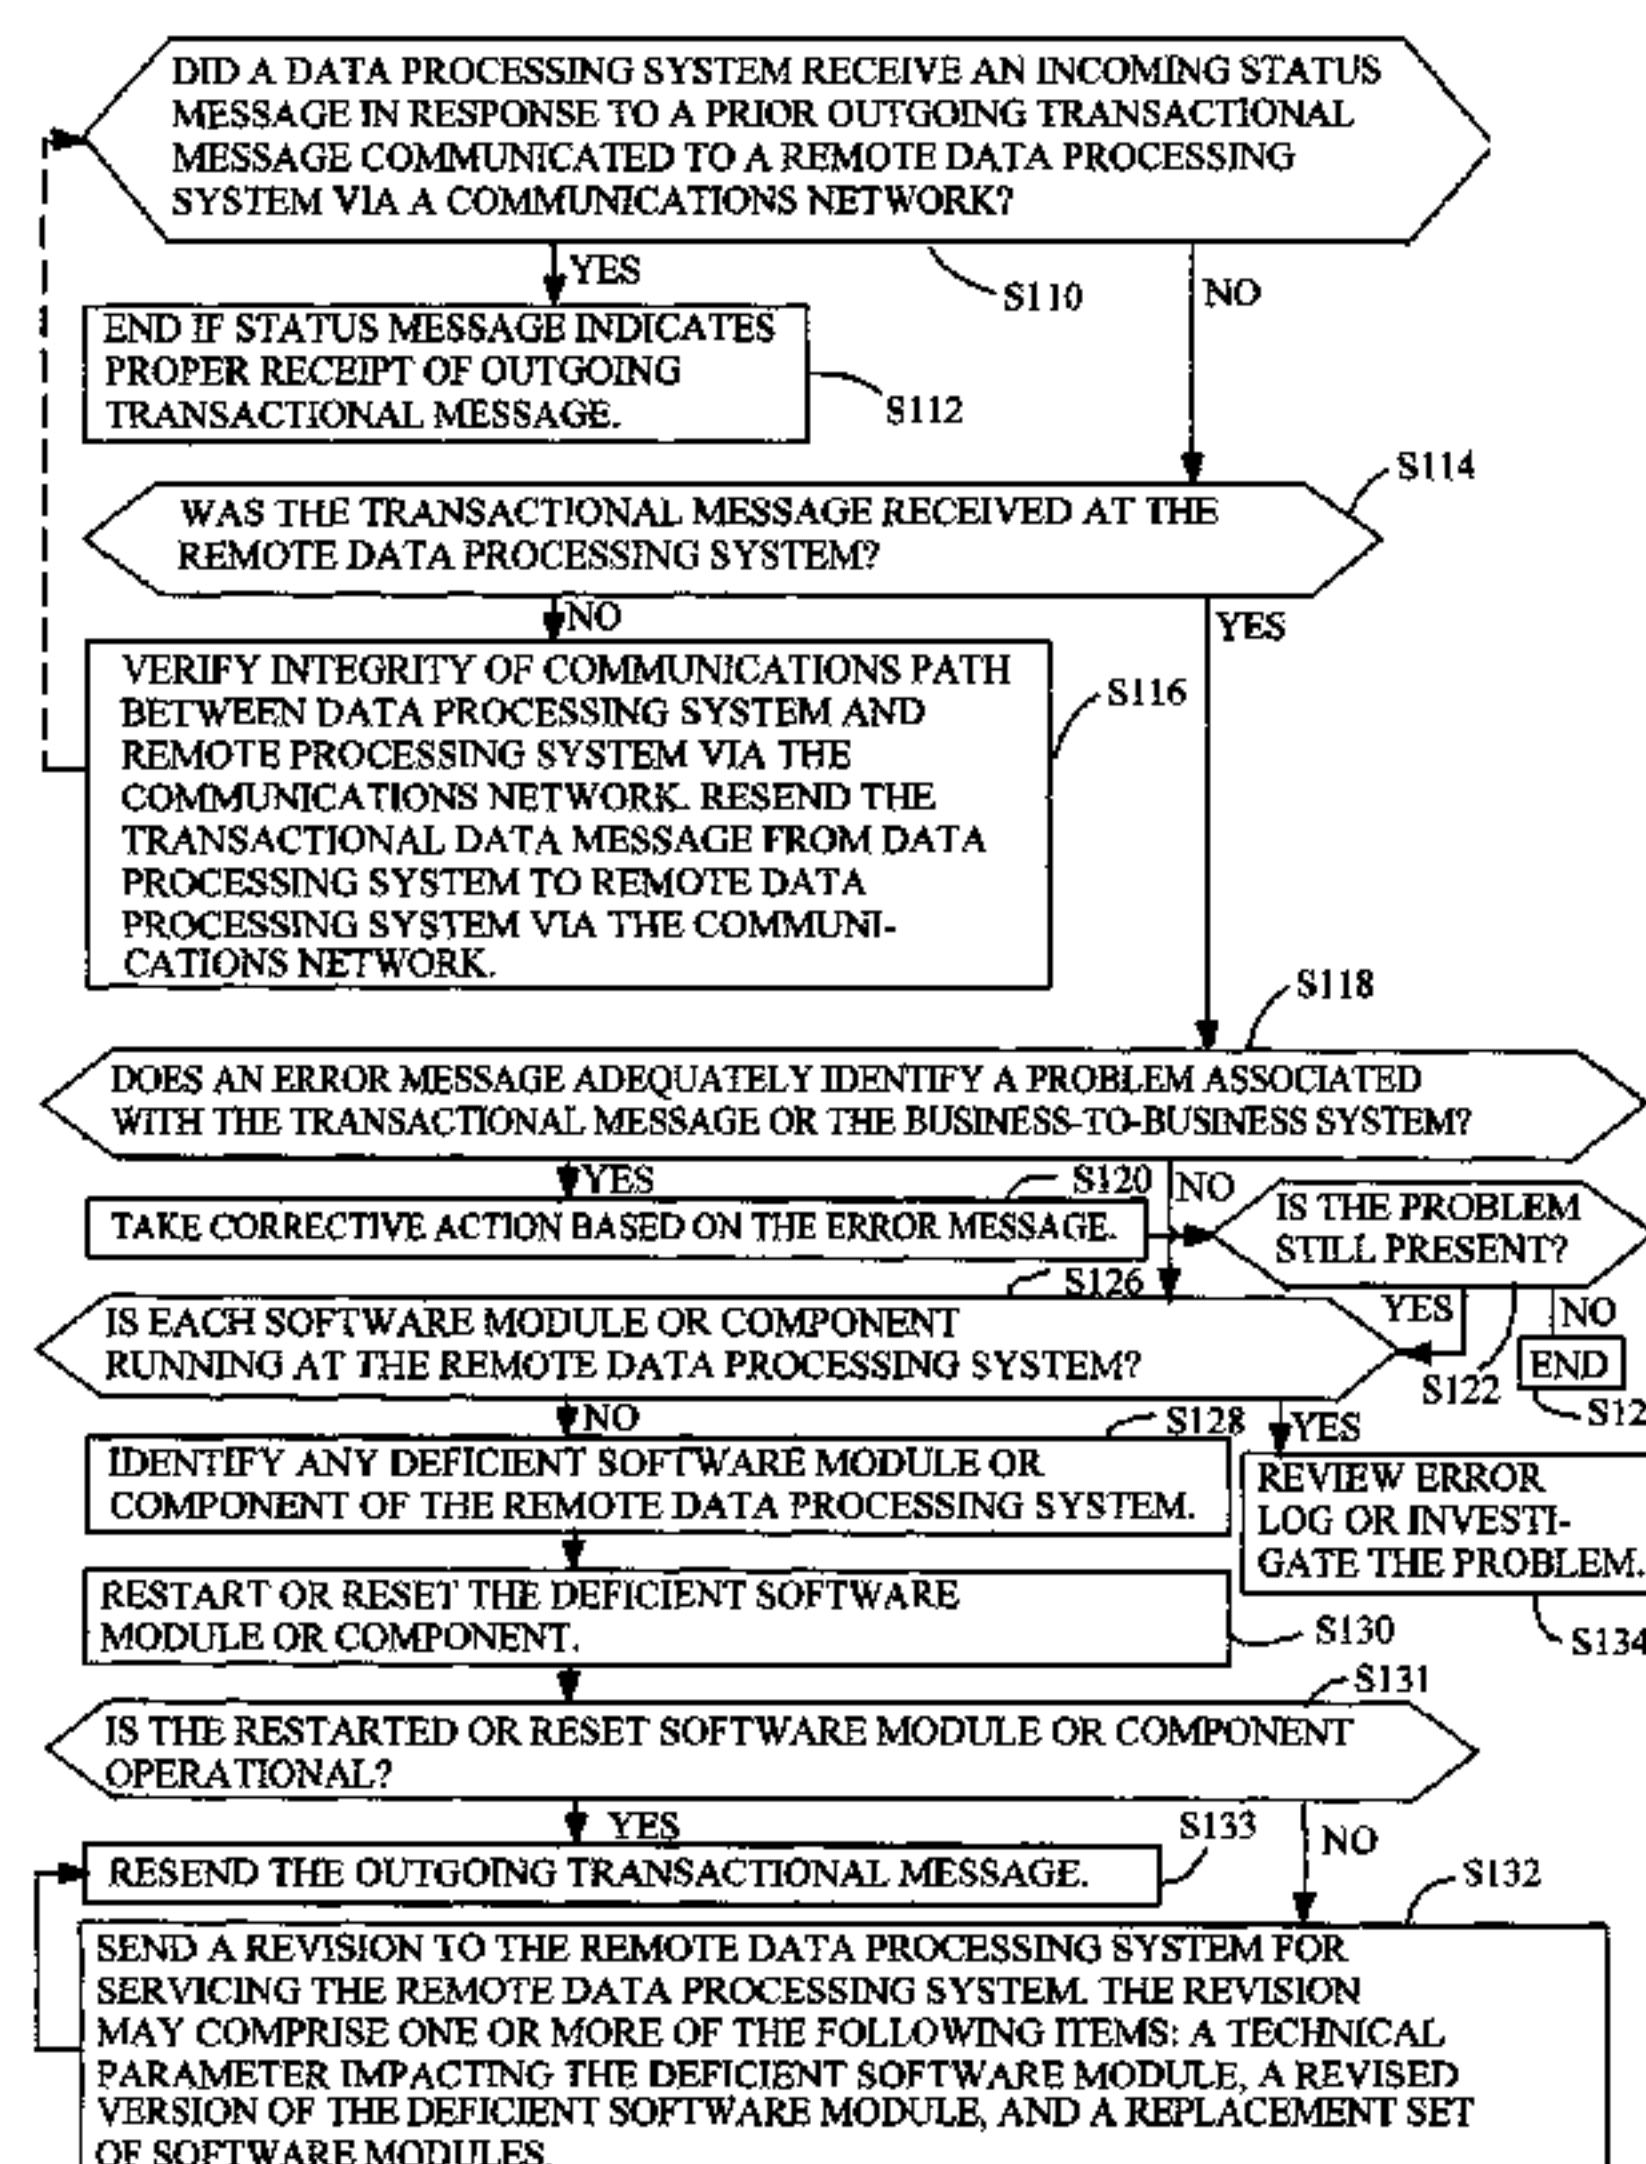 DID A DATA PROCESSING SYSTEM RECEIVE AN INCOMING STATUS
MESSAGE IN RESPONSE TO A PRIOR OUTGOING TRANSACTIONAL
MESSAGE COMMUNICATED TO A REMOTE DATA PROCESSING
SYSTEM VIA A COMMUNICATIONS NETWORK?
YES
S110
NO
END IF STATUS MESSAGE INDICATES
PROPER RECEIPT OF OUTGOING
TRANSACTIONAL MESSAGE.
S112
S114
WAS THE TRANSACTIONAL MESSAGE RECEIVED AT THE
REMOTE DATA PROCESSING SYSTEM?
NO
YES
VERIFY INTEGRITY OF COMMUNICATIONS PATH
BETWEEN DATA PROCESSING SYSTEM AND
REMOTE PROCESSING SYSTEM VIA THE
COMMUNICATIONS NETWORK. RESEND THE
TRANSACTIONAL DATA MESSAGE FROM DATA
PROCESSING SYSTEM TO REMOTE DATA
PROCESSING SYSTEM VIA THE COMMUNI-
CATIONS NETWORK.
S116
S118
DOES AN ERROR MESSAGE ADEQUATELY IDENTIFY A PROBLEM ASSOCIATED
WITH THE TRANSACTIONAL MESSAGE OR THE BUSINESS-TO-BUSINESS SYSTEM?
YES
S120
NO
TAKE CORRECTIVE ACTION BASED ON THE ERROR MESSAGE.
IS THE PROBLEM
STILL PRESENT?
S126
YES
NO
IS EACH SOFTWARE MODULE OR COMPONENT
RUNNING AT THE REMOTE DATA PROCESSING SYSTEM?
S122
END
S12
NO
S128
YES
IDENTIFY ANY DEFICIENT SOFTWARE MODULE OR
COMPONENT OF THE REMOTE DATA PROCESSING SYSTEM.
REVIEW ERROR
LOG OR INVESTI-
GATE THE PROBLEM.
RESTART OR RESET THE DEFICIENT SOFTWARE
MODULE OR COMPONENT.
S130
S134
S131
IS THE RESTARTED OR RESET SOFTWARE MODULE OR COMPONENT
OPERATIONAL?
YES
S133
NO
RESEND THE OUTGOING TRANSACTIONAL MESSAGE.
S132
SEND A REVISION TO THE REMOTE DATA PROCESSING SYSTEM FOR
SERVICING THE REMOTE DATA PROCESSING SYSTEM. THE REVISION
MAY COMPRISE ONE OR MORE OF THE FOLLOWING ITEMS: A TECHNICAL
PARAMETER IMPACTING THE DEFICIENT SOFTWARE MODULE, A REVISED
VERSION OF THE DEFICIENT SOFTWARE MODULE, AND A REPLACEMENT SET
OF SOFTWARE MODULES.